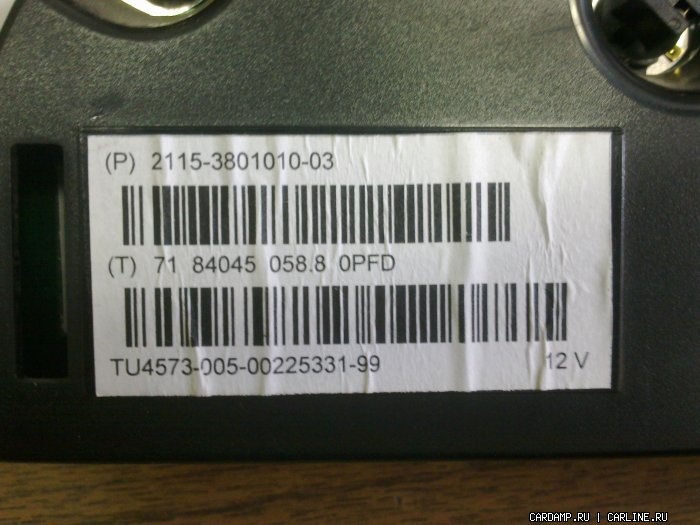 (P) 2115-3801010-03
(T) 71 84045 058.8 0PFD
TU4573-005-00225331-99 12 V
CARDAMP.RU | CARLINE.RU